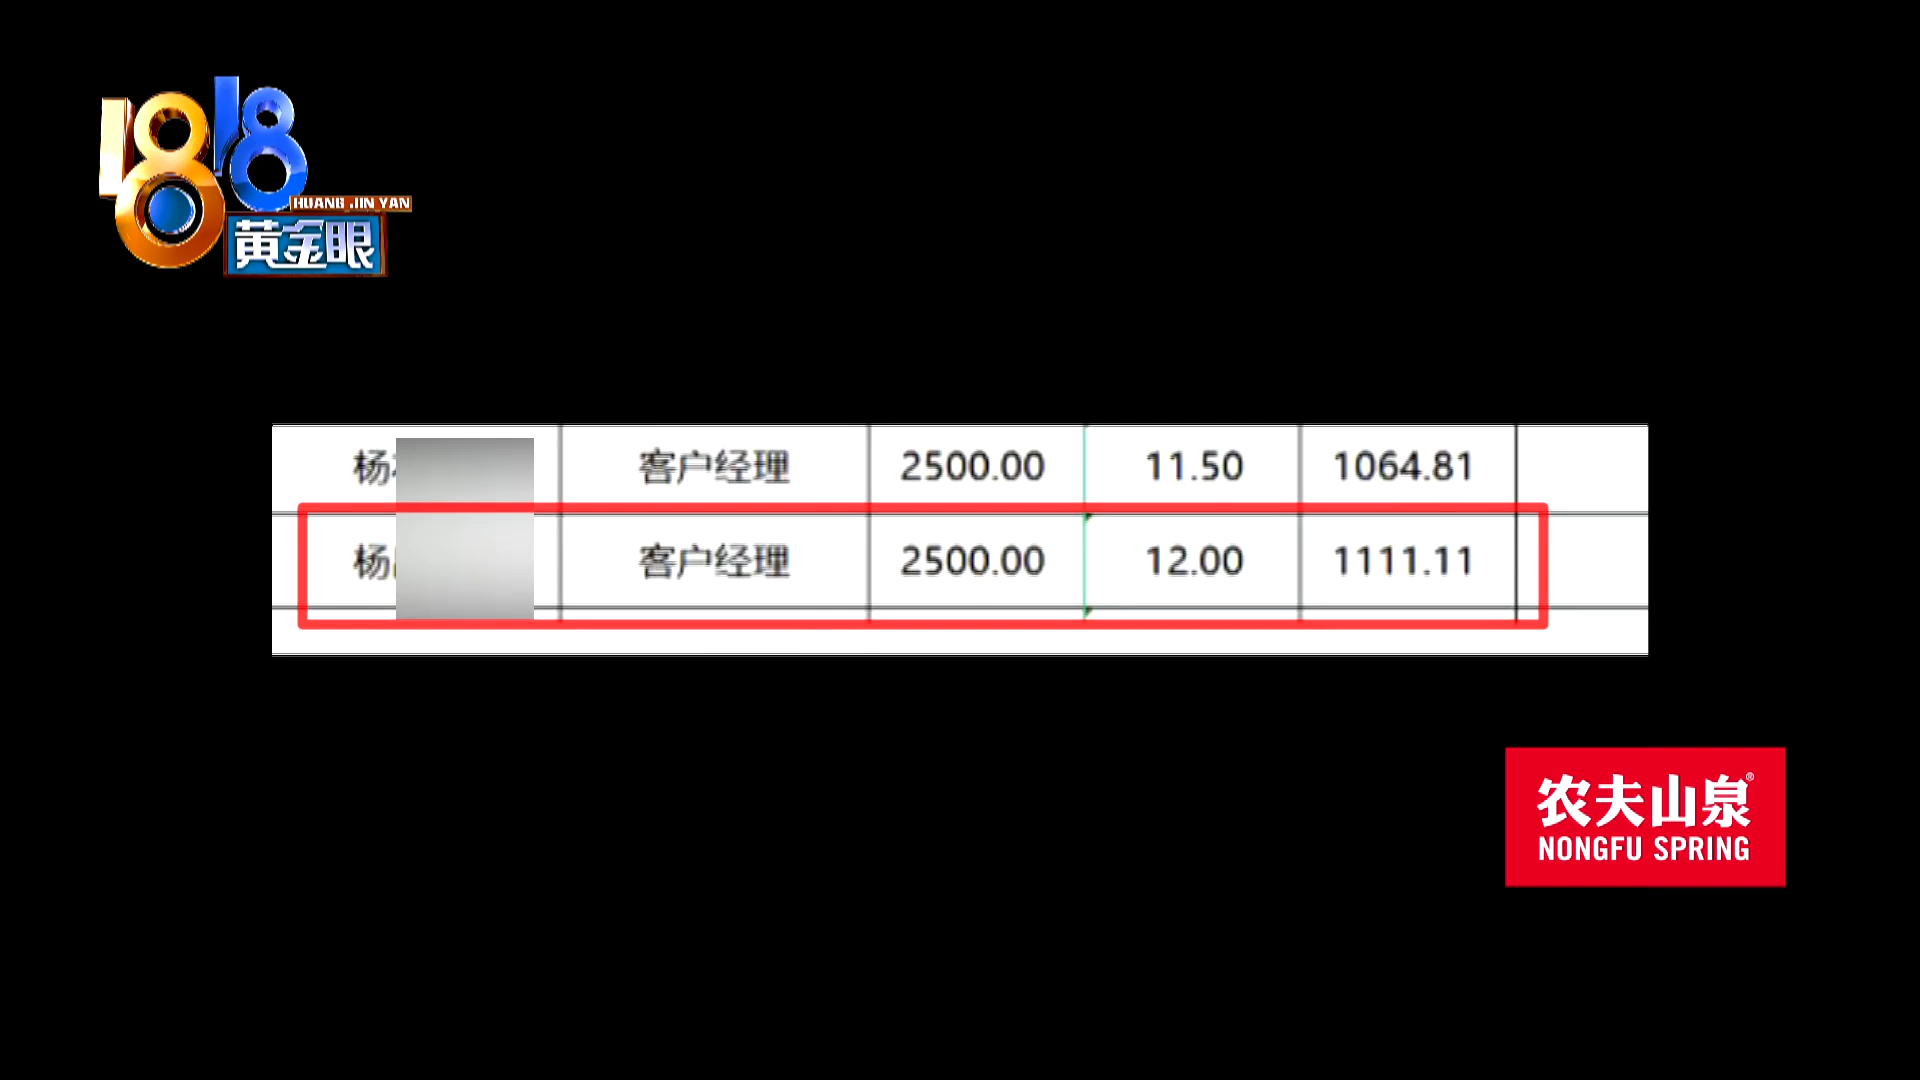 1818
HUANG JIN YAN
黄金眼
杨 客户经理 2500.00 11.50 1064.81
杨 客户经理 2500.00 12.00 1111.11
农夫山泉®
NONGFU SPRING